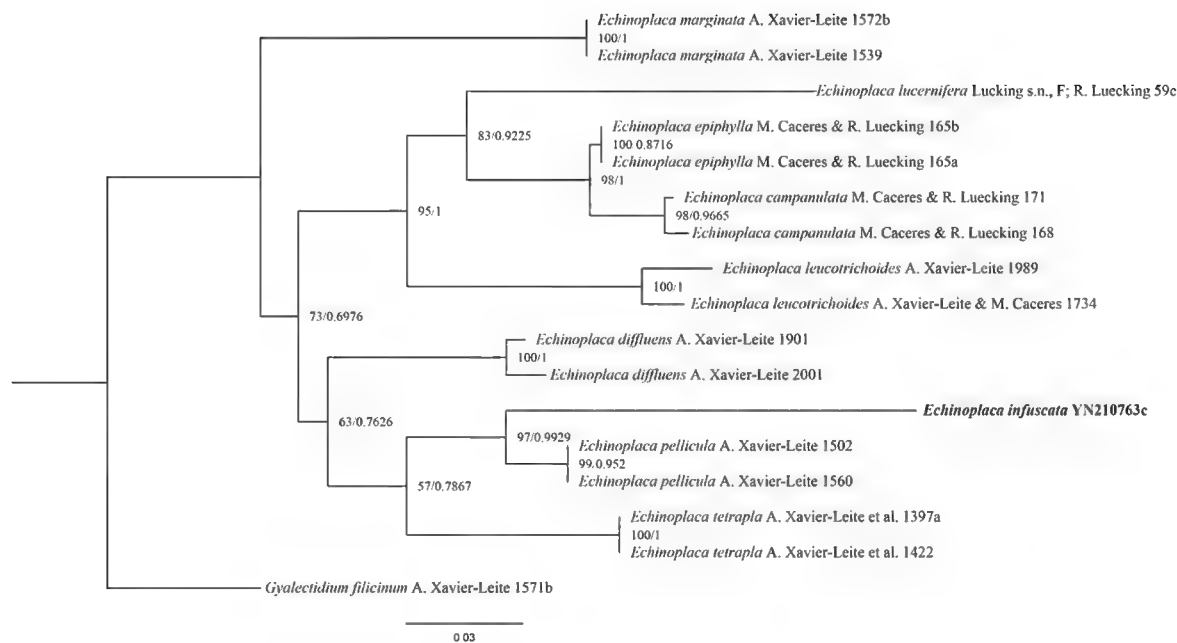 Echinoplaca marginata A. Xavier-Leite 1572b
100/1
Echinoplaca marginata A. Xavier-Leite 1539
Echinoplaca lucernifera Lucking s.n., F; R. Luecking 59c
83/0.9225
Echinoplaca epiphylla M. Caceres & R. Luecking 165b
100 0.8716
Echinoplaca epiphylla M. Caceres & R. Luecking 165a
98/1
Echinoplaca campanulata M. Caceres & R. Luecking 171
95/1
98/0.9665
Echinoplaca campanulata M. Caceres & R. Luecking 168
Echinoplaca leucotrichoides A. Xavier-Leite 1989
100/1
Echinoplaca leucotrichoides A. Xavier-Leite & M. Caceres 1734
73/0.6976
Echinoplaca diffluens A. Xavier-Leite 1901
100/1
Echinoplaca diffluens A. Xavier-Leite 2001
Echinoplaca infuscata YN210763c
63/0.7626
97/0.9929
Echinoplaca pellicula A. Xavier-Leite 1502
99.0.952
Echinoplaca pellicula A. Xavier-Leite 1560
57/0.7867
Echinoplaca tetrapla A. Xavier-Leite et al. 1397a
100/1
Echinoplaca tetrapla A. Xavier-Leite et al. 1422
Gyalectidium filicinum A. Xavier-Leite 1571b
0 03